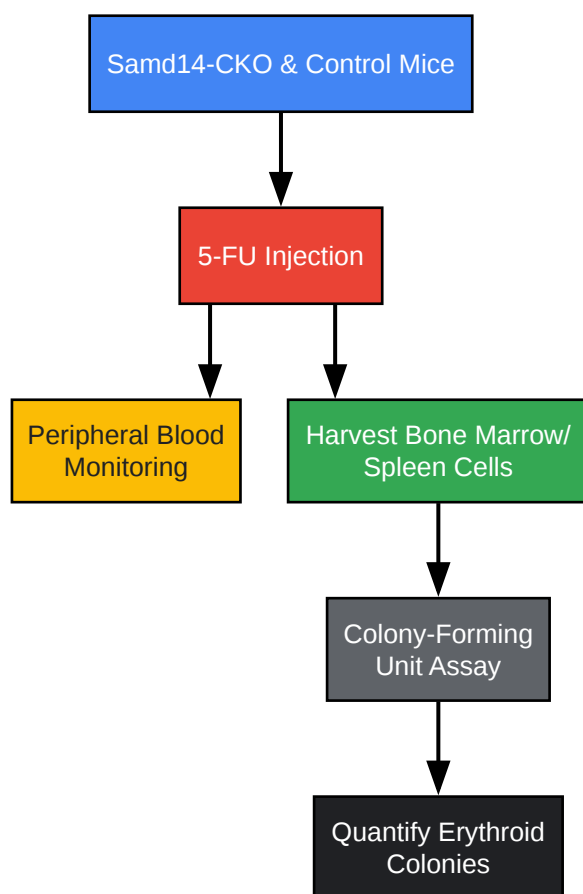 Samd14-CKO & Control Mice
5-FU Injection
Peripheral Blood
Monitoring
Harvest Bone Marrow/
Spleen Cells
Colony-Forming
Unit Assay
Quantify Erythroid
Colonies